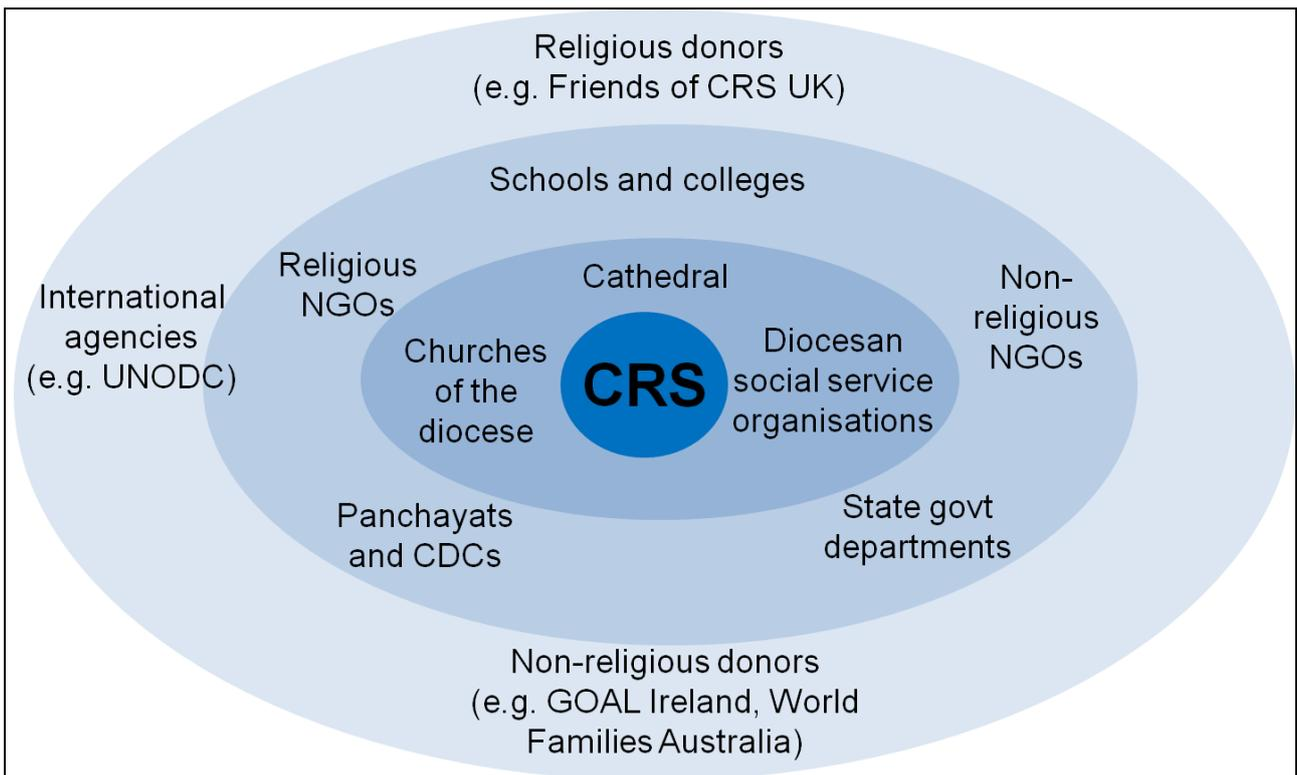 Religious donors
(e.g. Friends of CRS UK)
Schools and colleges
Religious
NGOs
Cathedral
Non-
religious
NGOs
International
agencies
(e.g. UNODC)
Churches
of the
diocese
CRS
Diocesan
social service
organisations
Panchayats
and CDCs
State govt
departments
Non-religious donors
(e.g. GOAL Ireland, World
Families Australia)